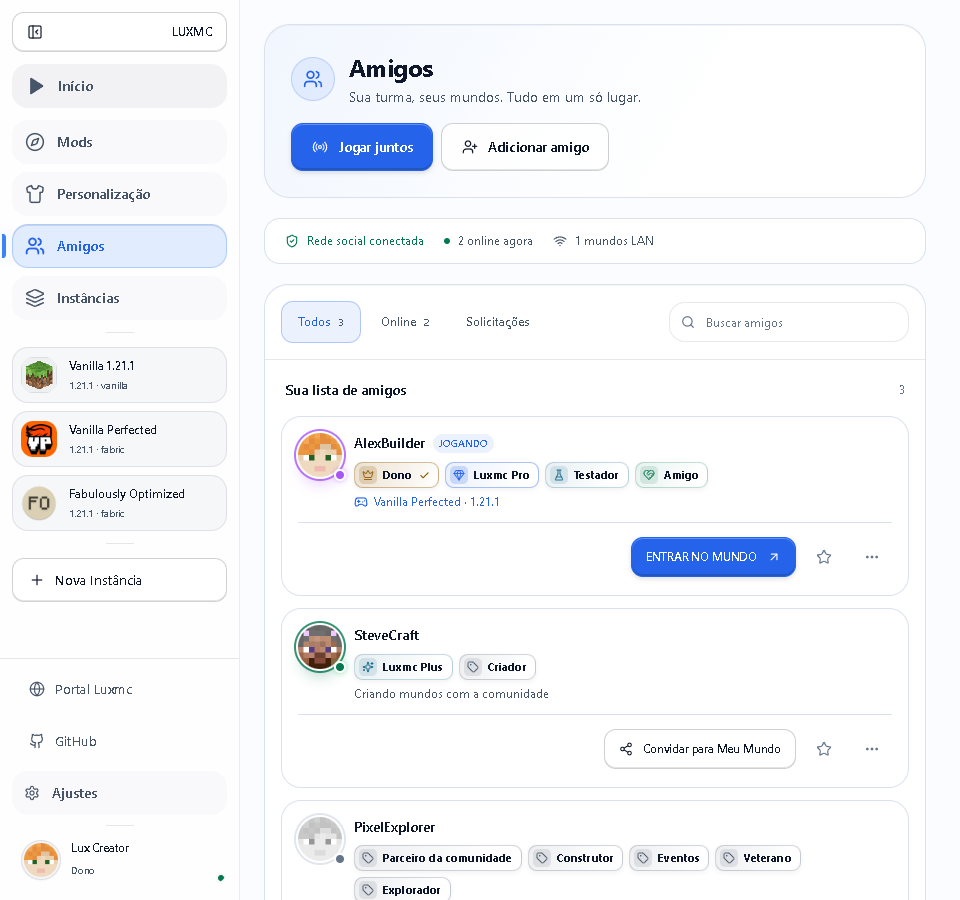 LUXMC
Início
Mods
Personalização
Amigos
Instâncias
Vanilla 1.21.1
1.21.1 · vanilla
VP
Vanilla Perfected
1.21.1 · fabric
FO
Fabulously Optimized
1.21.1 · fabric
Nova Instância
Portal Luxmc
GitHub
Ajustes
Lux Creator
Dono
Amigos
Sua turma, seus mundos. Tudo em um só lugar.
Jogar juntos
Adicionar amigo
Rede social conectada
2 online agora
1 mundos LAN
Todos 3
Online 2
Solicitações
Buscar amigos
Sua lista de amigos
3
AlexBuilder JOGANDO
Dono
Luxmc Pro
Testador
Amigo
Vanilla Perfected · 1.21.1
ENTRAR NO MUNDO
SteveCraft
Luxmc Plus
Criador
Criando mundos com a comunidade
Convidar para Meu Mundo
PixelExplorer
Parceiro da comunidade
Construtor
Eventos
Veterano
Explorador